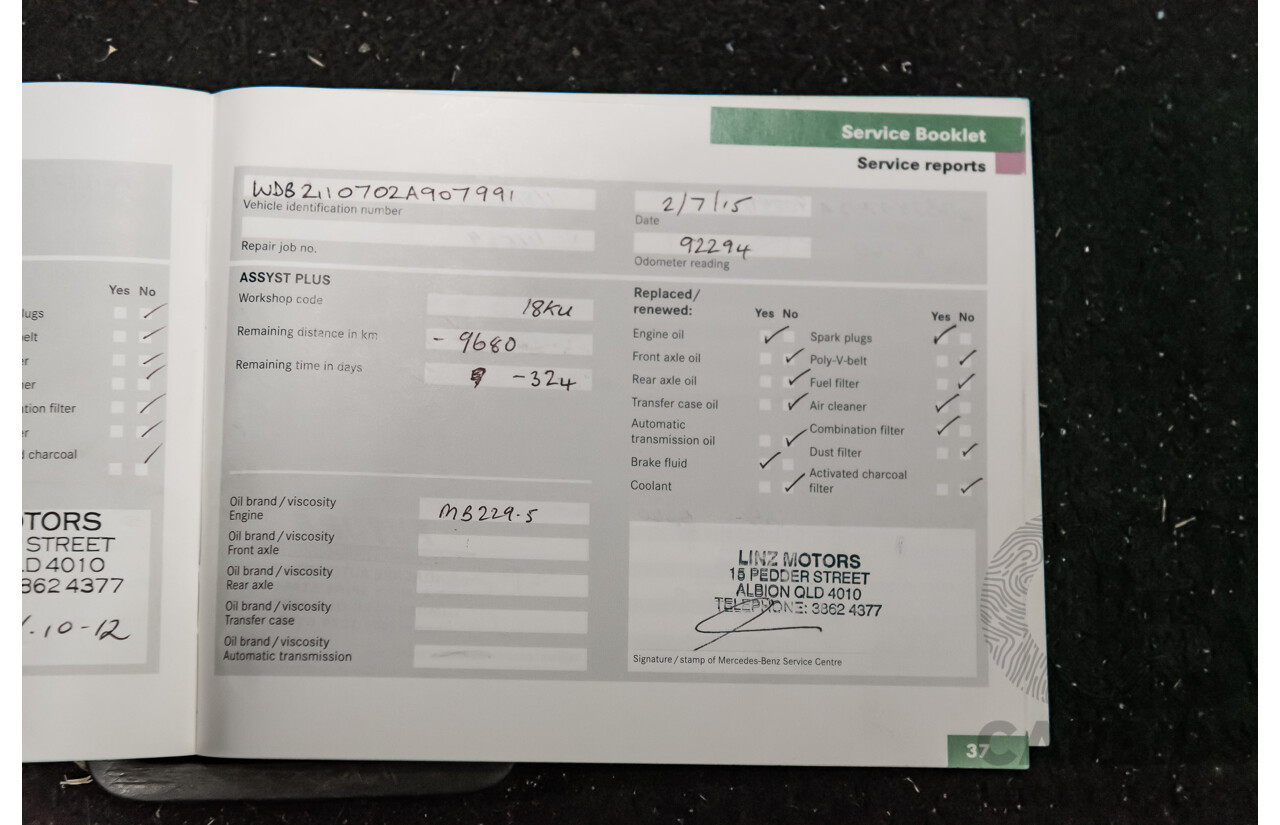 Service Booklet
Service reports
Yes No
elt
tion filter
charcoal
TORS
STREET
D 4010
3862 4377
.10-12
WDB2110702A907991
Vehicle identification number
Repair job no.
2/7/15
Date
92294
Odometer reading
ASSYST PLUS
Workshop code 18KU
Remaining distance in km - 9680
Remaining time in days -324
Oil brand / viscosity
Engine MB229.5
Oil brand / viscosity
Front axle
Oil brand / viscosity
Rear axle
Oil brand / viscosity
Transfer case
Oil brand / viscosity
Automatic transmission
Replaced/
renewed: Yes No
Engine oil
Front axle oil
Rear axle oil
Transfer case oil
Automatic
transmission oil
Brake fluid
Coolant
Yes No
Spark plugs
Poly-V-belt
Fuel filter
Air cleaner
Combination filter
Dust filter
Activated charcoal
filter
LINZ MOTORS
15 PEDDER STREET
ALBION QLD 4010
TELEPHONE: 3862 4377
Signature / stamp of Mercedes-Benz Service Centre
37